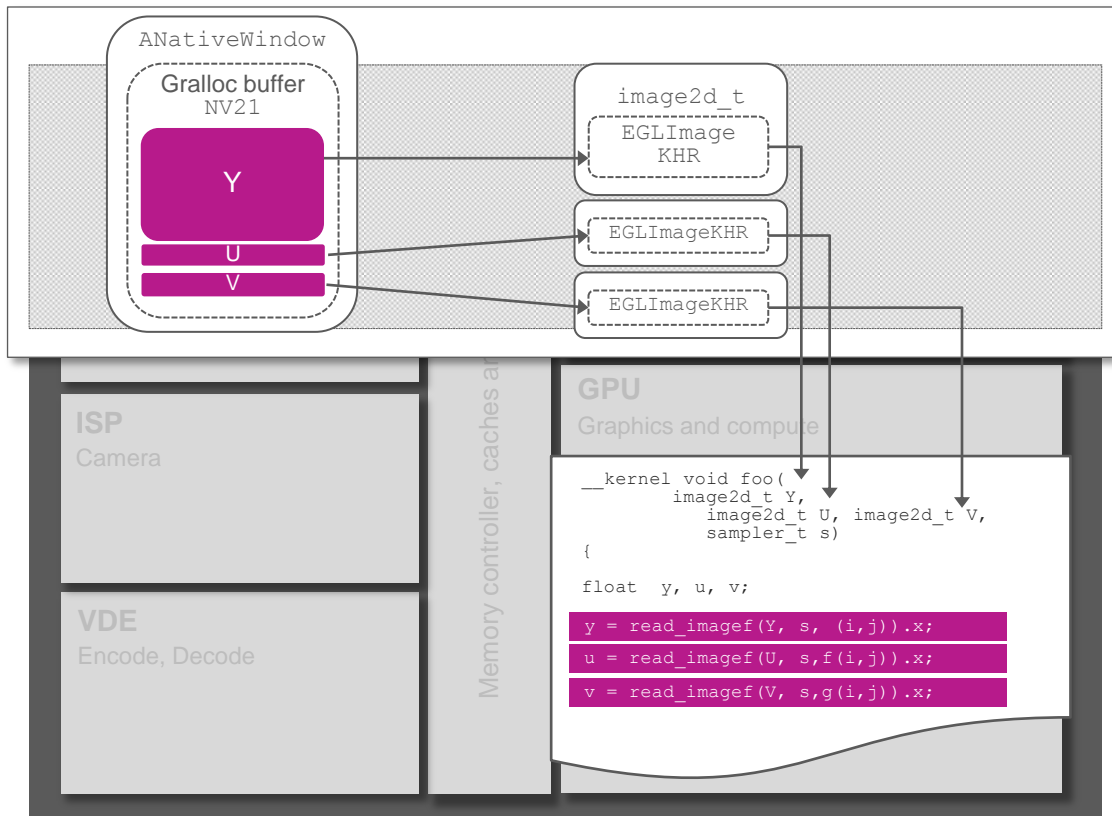 ANativeWindow
Gralloc buffer
NV21
Y
U
V
image2d_t
EGLImage
KHR
EGLImageKHR
EGLImageKHR
ISP
Camera
VDE
Encode, Decode
Memory controller, caches
GPU
Graphics and compute
__kernel void foo(
image2d_t Y,
image2d_t U, image2d_t V,
sampler_t s)
{
float y, u, v;
y = read_imagef(Y, s, (i,j)).x;
u = read_imagef(U, s,f(i,j)).x;
v = read_imagef(V, s,g(i,j)).x;